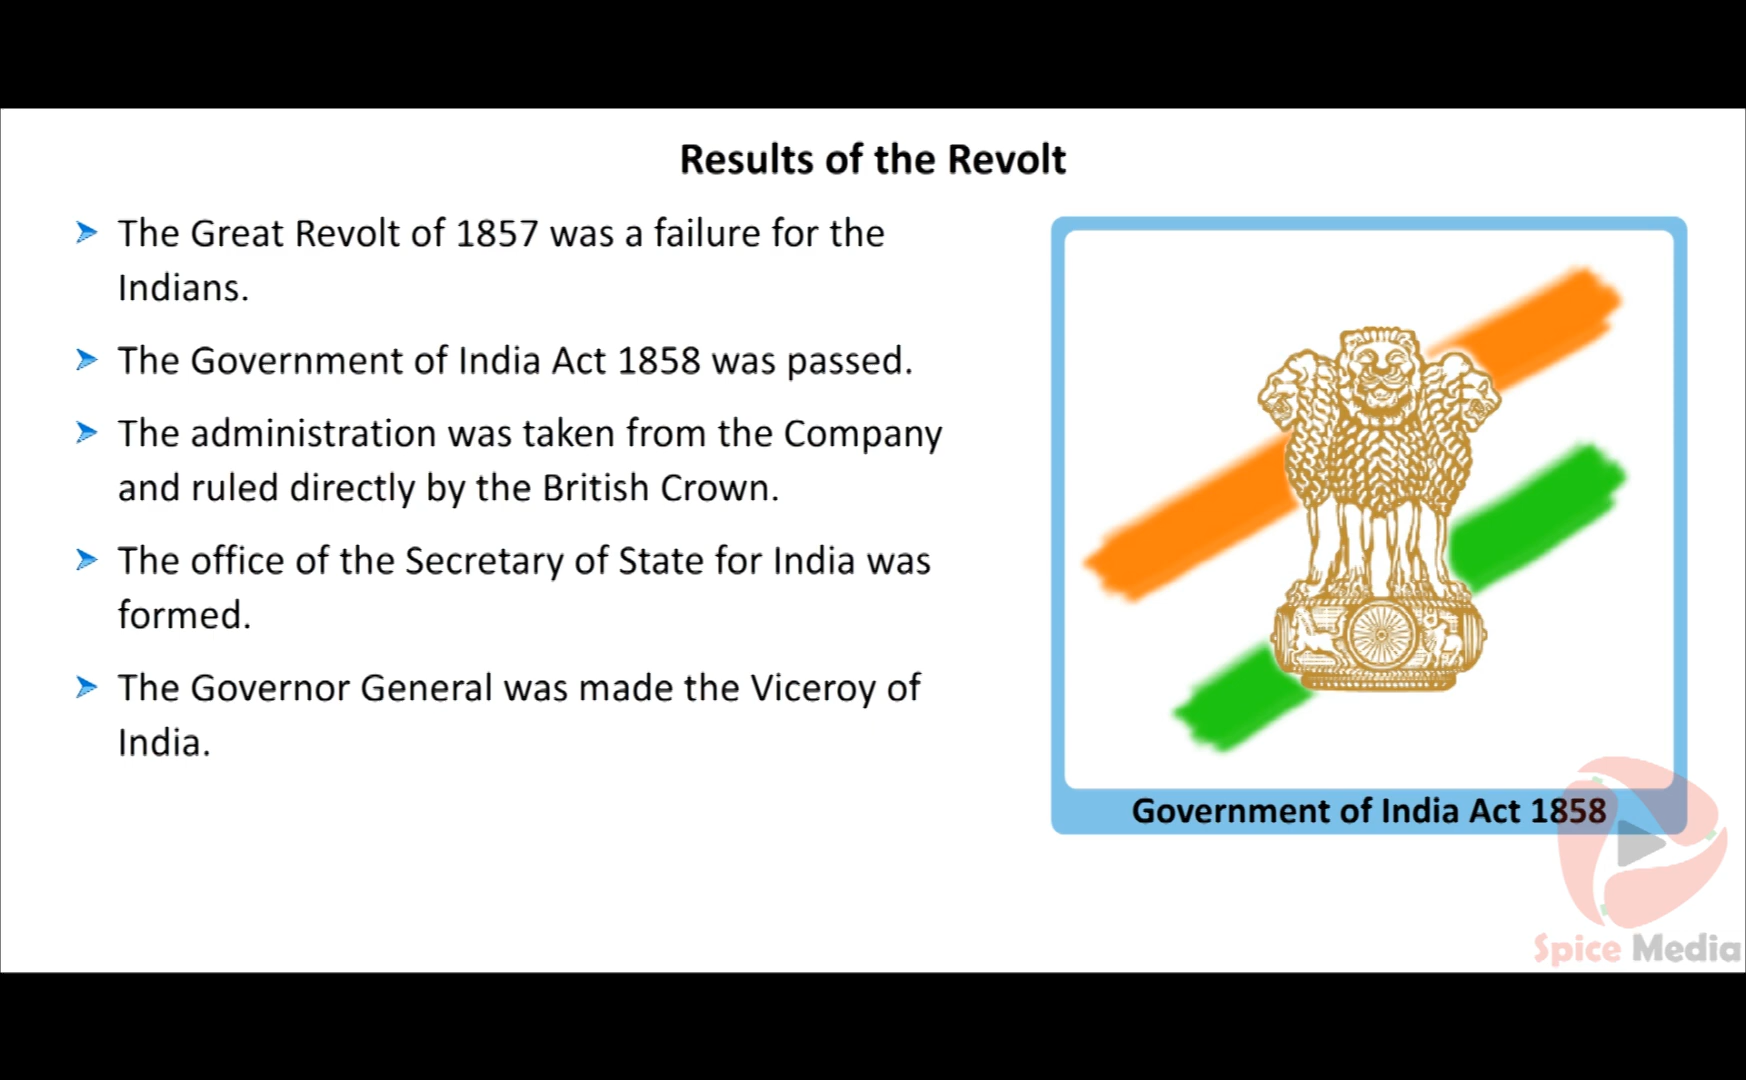 Results of the Revolt
The Great Revolt of 1857 was a failure for the
Indians.
The Government of India Act 1858 was passed.
The administration was taken from the Company
and ruled directly by the British Crown.
The office of the Secretary of State for India was
formed.
The Governor General was made the Viceroy of
India.
Government of India Act 1858
Spice Media